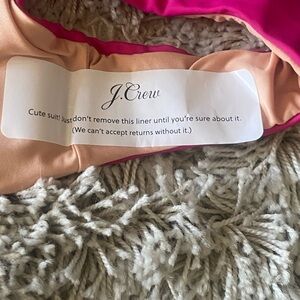 J.Crew
Cute suit! Just don't remove this liner until you're sure about it.
(We can't accept returns without it.)